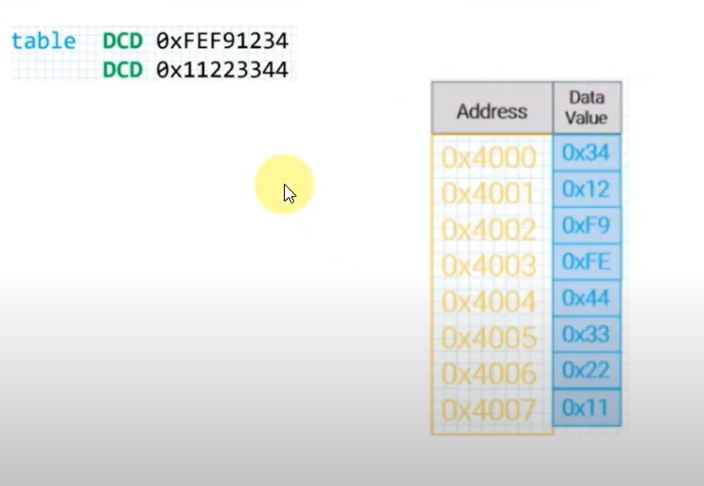 table DCD 0xFEF91234
DCD 0x11223344
Address Data Value
0x4000 0x34
0x4001 0x12
0x4002 0xF9
0x4003 0xFE
0x4004 0x44
0x4005 0x33
0x4006 0x22
0x4007 0x11